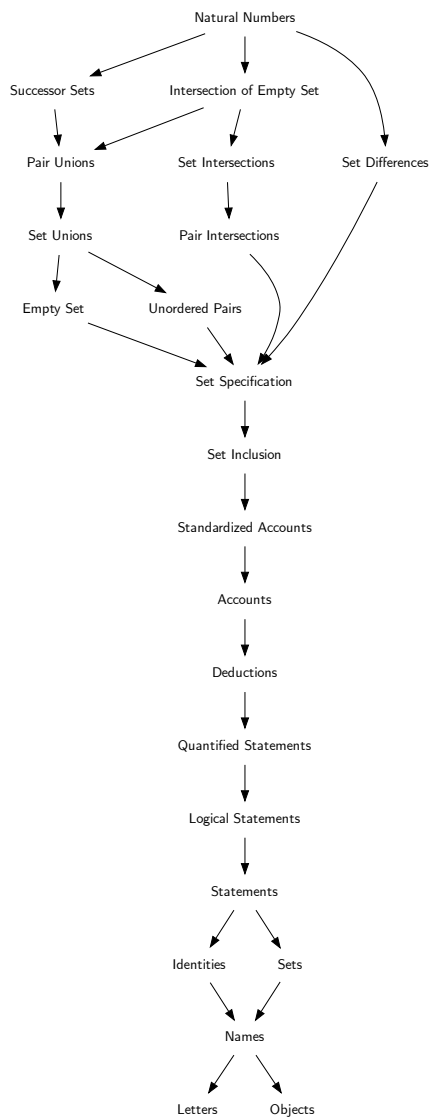 Natural Numbers
Successor Sets
Intersection of Empty Set
Pair Unions
Set Intersections
Set Differences
Set Unions
Pair Intersections
Empty Set
Unordered Pairs
Set Specification
Set Inclusion
Standardized Accounts
Accounts
Deductions
Quantified Statements
Logical Statements
Statements
Identities
Sets
Names
Letters
Objects